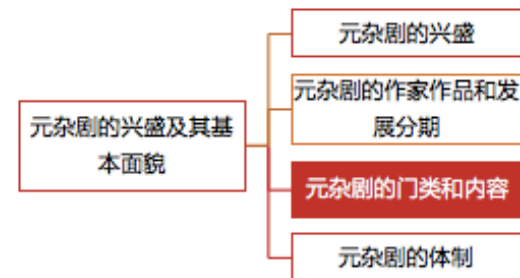 元杂剧的兴盛及其基
本面貌
元杂剧的兴盛
元杂剧的作家作品和发
展分期
元杂剧的门类和内容
元杂剧的体制